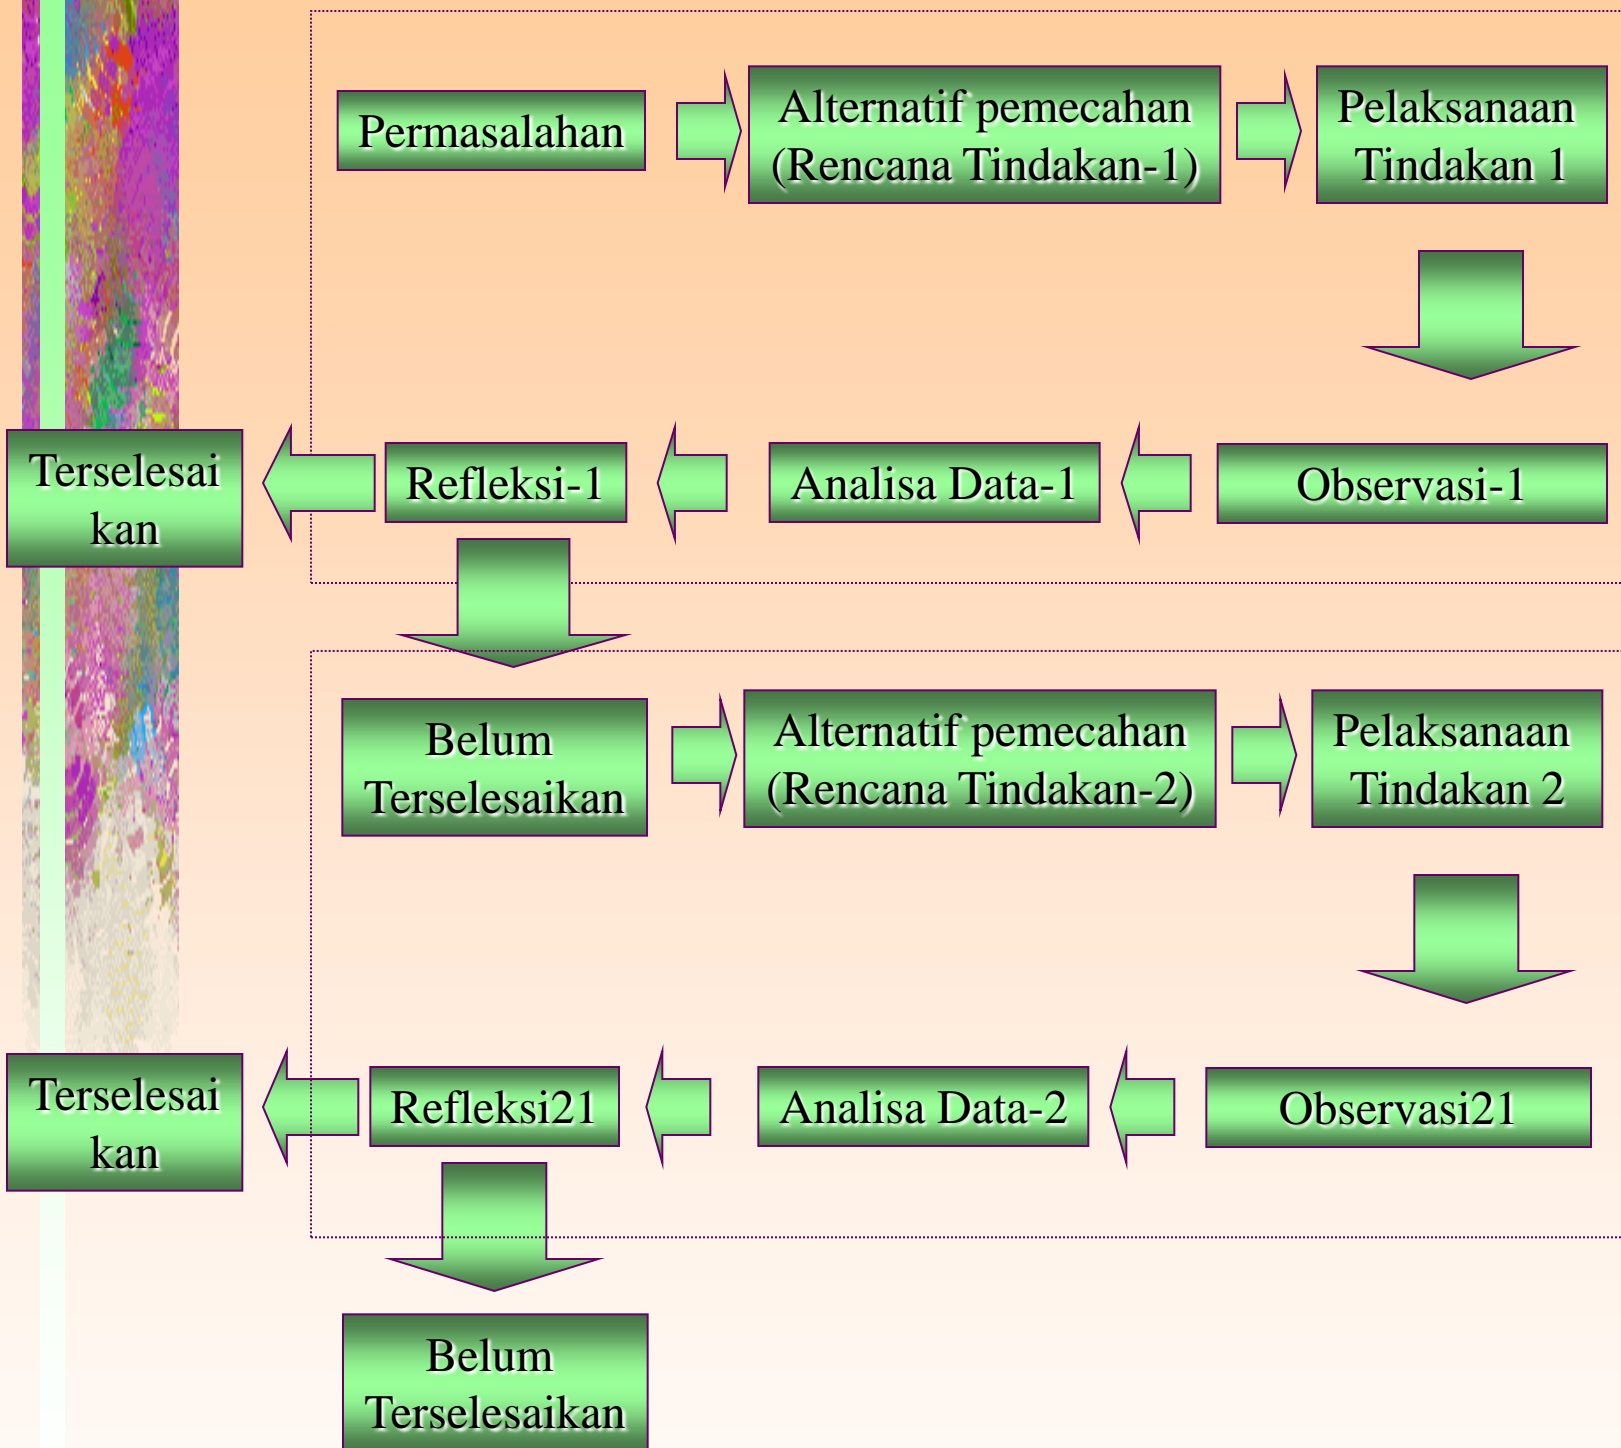 Permasalahan
Alternatif pemecahan
(Rencana Tindakan-1)
Pelaksanaan
Tindakan 1
Terselesai
kan
Refleksi-1
Analisa Data-1
Observasi-1
Belum
Terselesaikan
Alternatif pemecahan
(Rencana Tindakan-2)
Pelaksanaan
Tindakan 2
Terselesai
kan
Refleksi21
Analisa Data-2
Observasi21
Belum
Terselesaikan